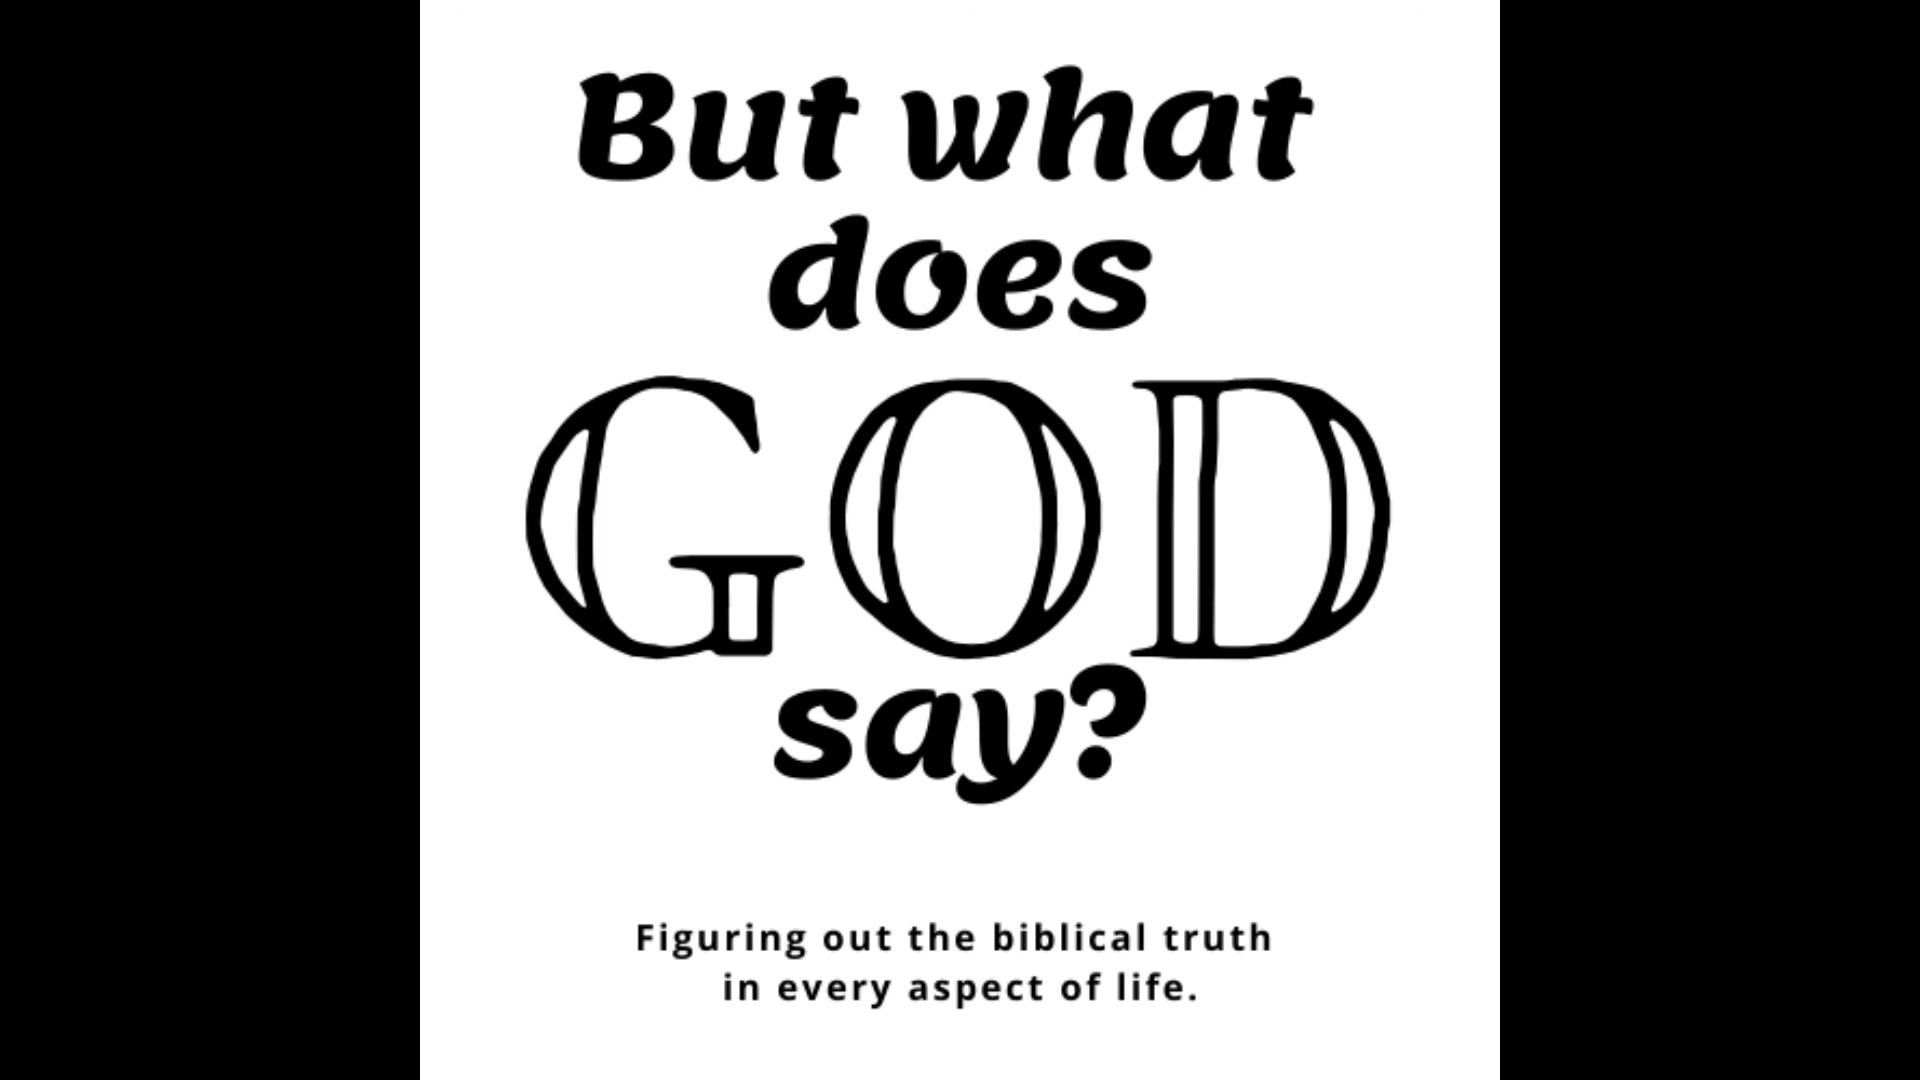 But what
does
GOD
say?
Figuring out the biblical truth
in every aspect of life.